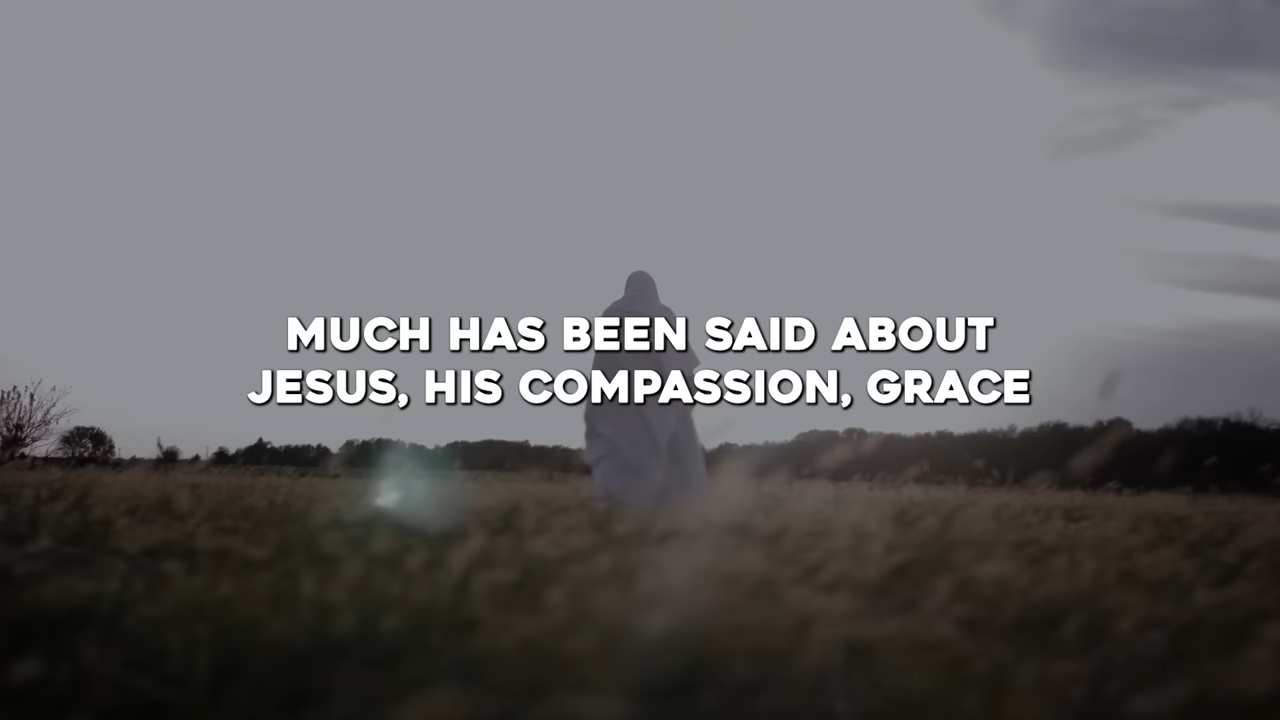 MUCH HAS BEEN SAID ABOUT
JESUS, HIS COMPASSION, GRACE